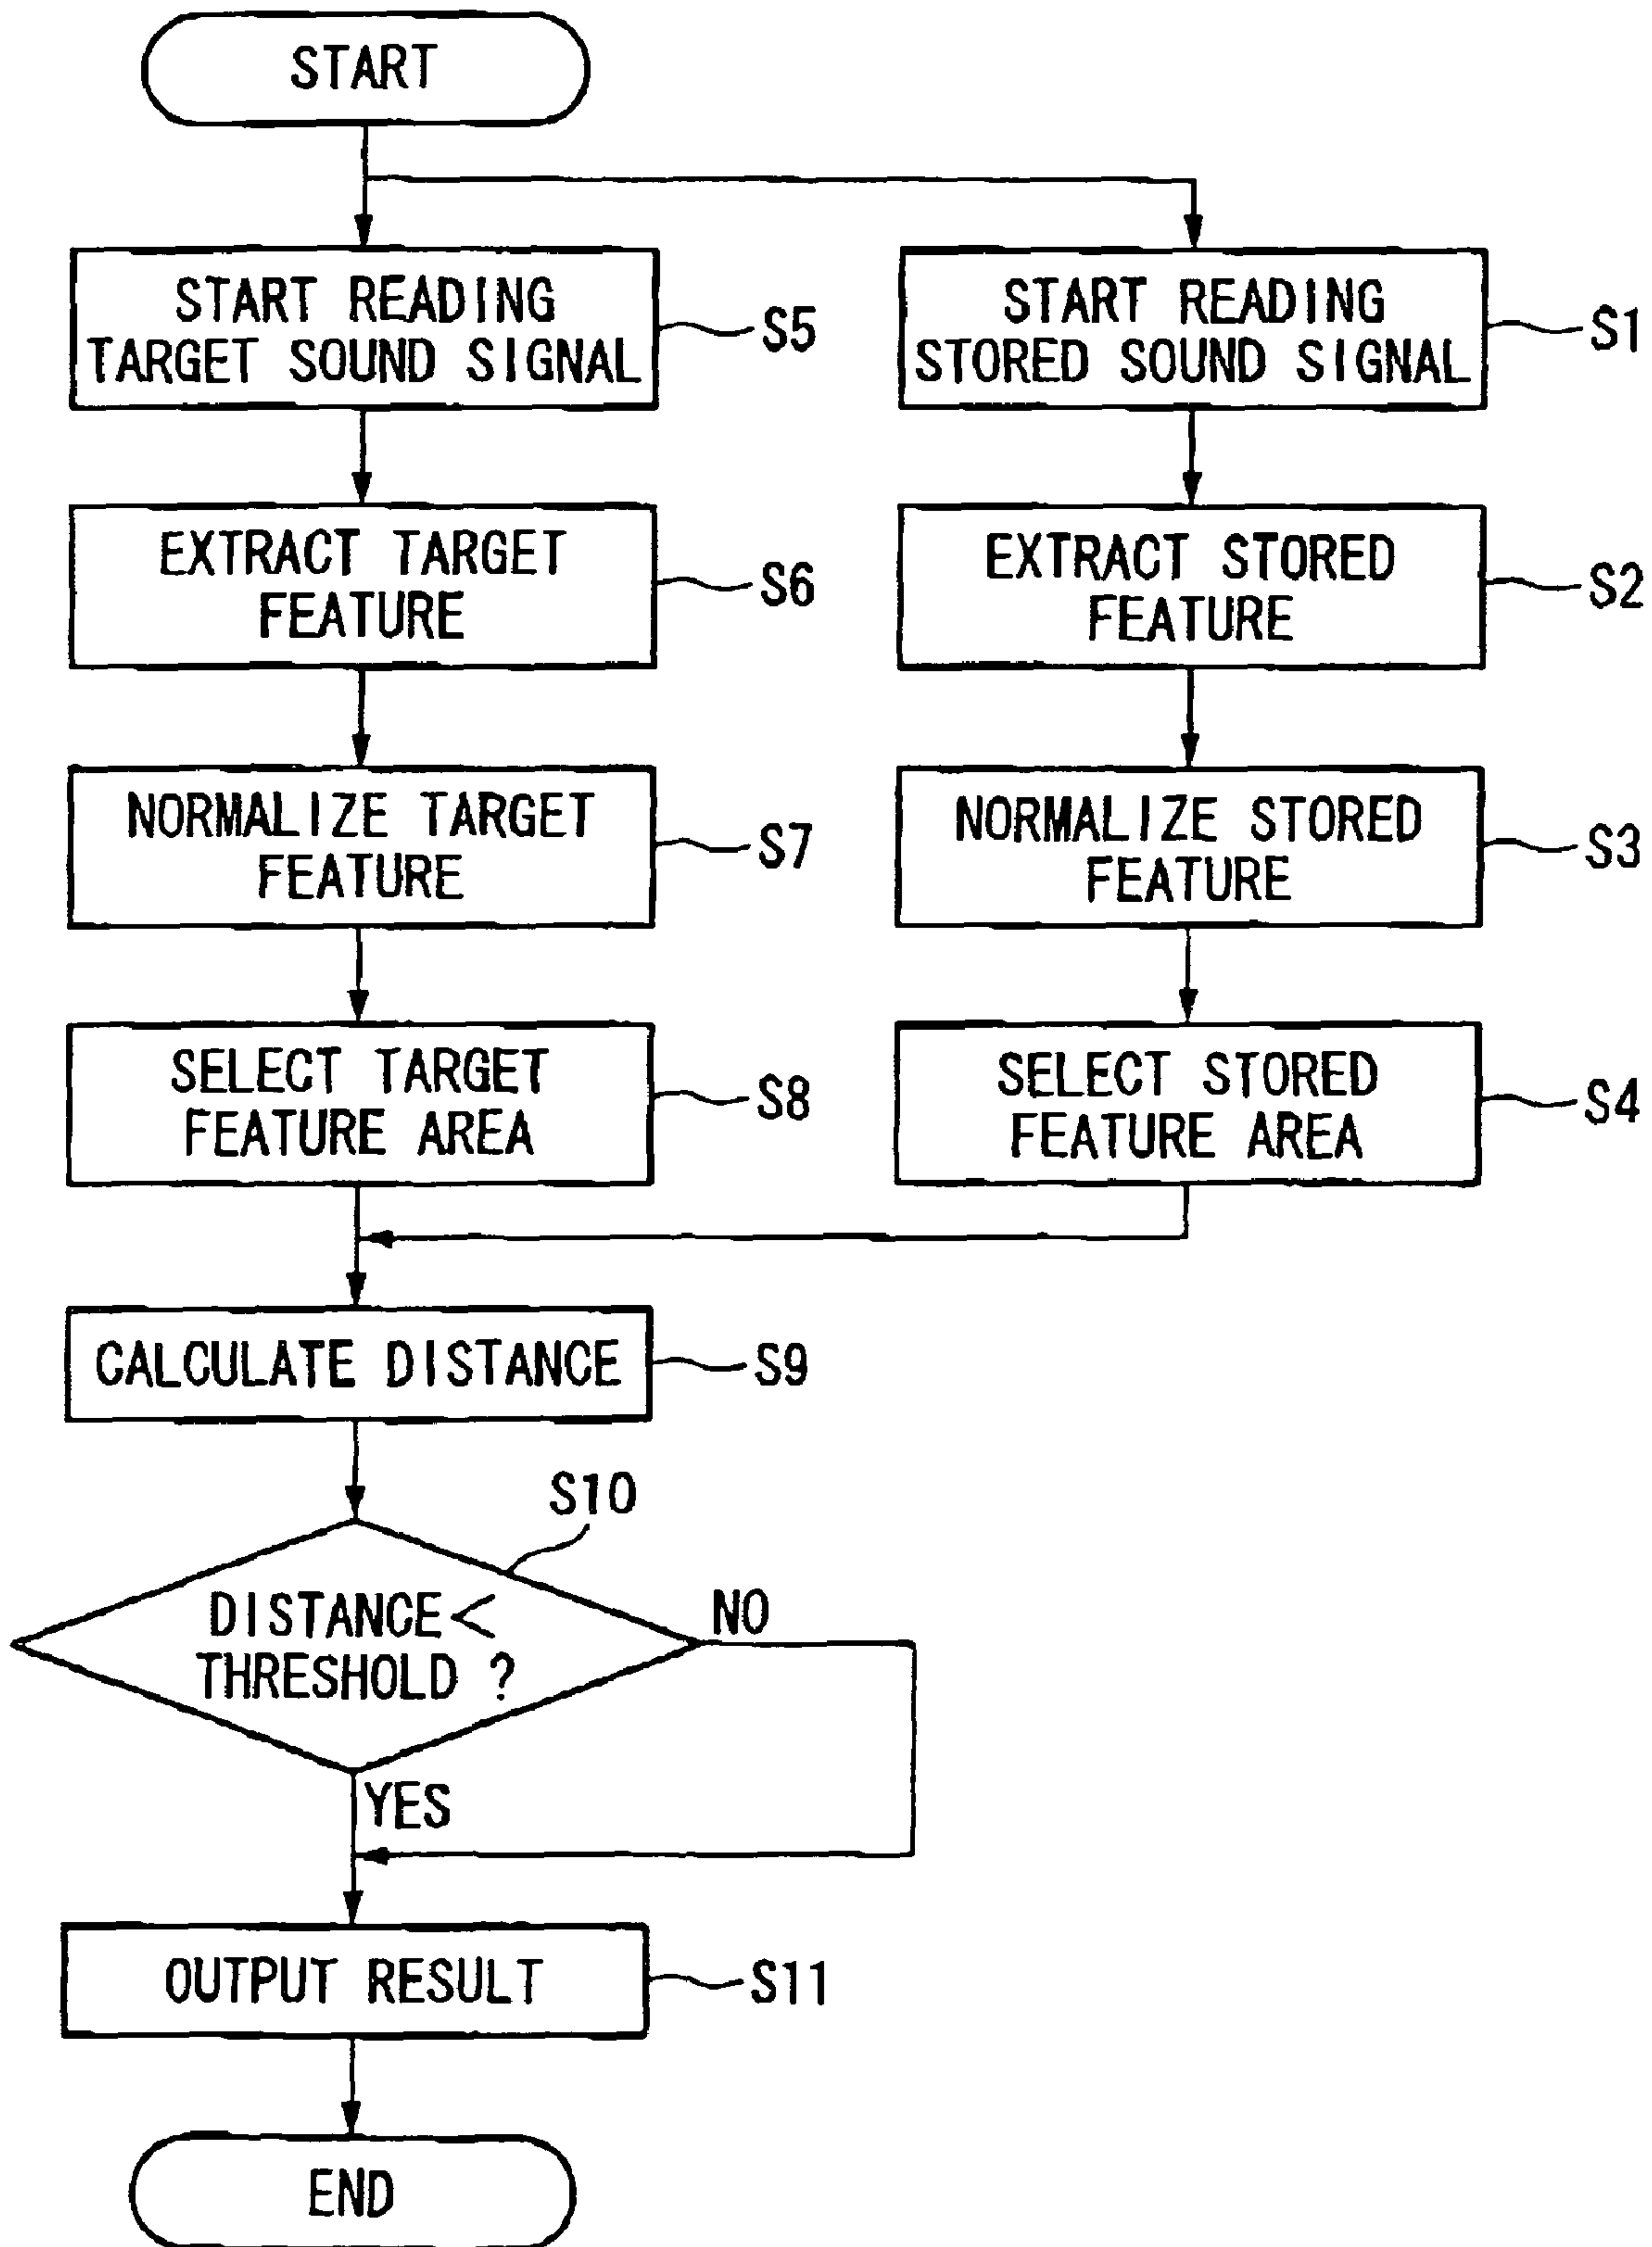 START
START READING
TARGET SOUND SIGNAL
S5
START READING
STORED SOUND SIGNAL
S1
EXTRACT TARGET
FEATURE
S6
EXTRACT STORED
FEATURE
S2
NORMALIZE TARGET
FEATURE
S7
NORMALIZE STORED
FEATURE
S3
SELECT TARGET
FEATURE AREA
S8
SELECT STORED
FEATURE AREA
S4
CALCULATE DISTANCE
S9
S10
DISTANCE<
THRESHOLD ?
NO
YES
OUTPUT RESULT
S11
END